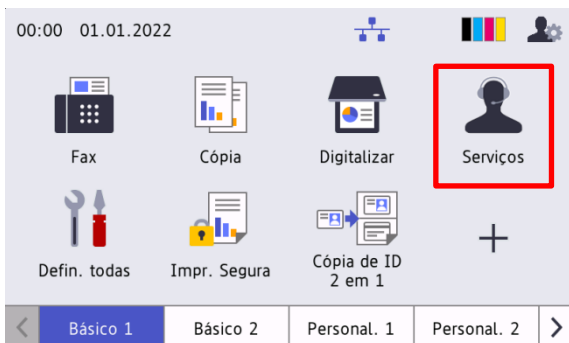 00:00 01.01.2022
Fax Cópia Digitalizar Serviços
Defin. todas Impr. Segura Cópia de ID
2 em 1
Básico 1 Básico 2 Personal. 1 Personal. 2